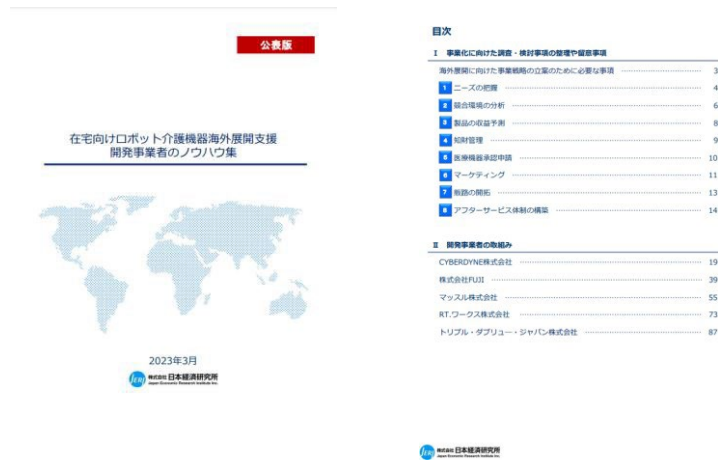 公表版
在宅向けロボット介護機器海外展開支援
開発事業者のノウハウ集
2023年3月
JERI 株式会社 日本経済研究所
Japan Economic Research Institute Inc.
目次
I 事業化に向けた調査・検討事項の整理や留意事項
海外展開に向けた事業戦略の立案のために必要な事項 3
1 ニーズの把握 4
2 競合環境の分析 6
3 製品の収益予測 8
4 知財管理 9
5 医療機器承認申請 10
6 マーケティング 11
7 販路の開拓 13
8 アフターサービス体制の構築 14
II 開発事業者の取組み
CYBERDYNE株式会社 19
株式会社FUJI 39
マッスル株式会社 55
RT.ワークス株式会社 73
トリプル・ダブリュー・ジャパン株式会社 87
JERI 株式会社 日本経済研究所
Japan Economic Research Institute Inc.